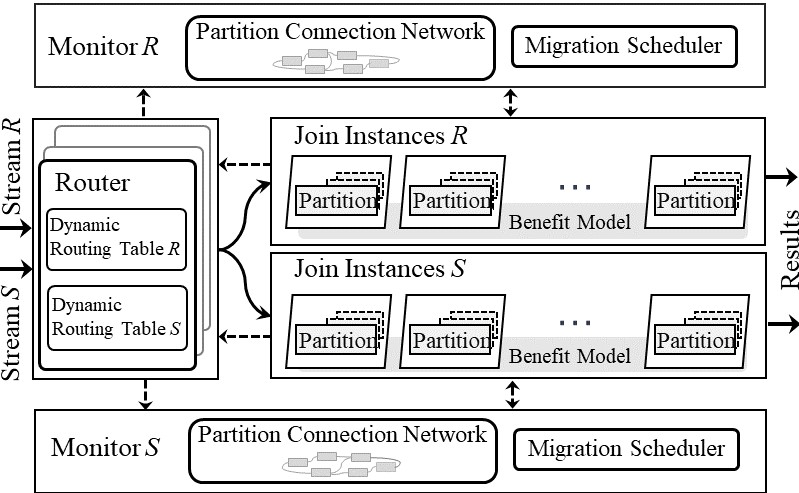 Monitor R
Partition Connection Network
Migration Scheduler
Stream R
Stream S
Router
Dynamic
Routing Table R
Dynamic
Routing Table S
Join Instances R
Partition
Partition
...
Partition
Benefit Model
Join Instances S
Partition
Partition
...
Partition
Benefit Model
Results
Monitor S
Partition Connection Network
Migration Scheduler